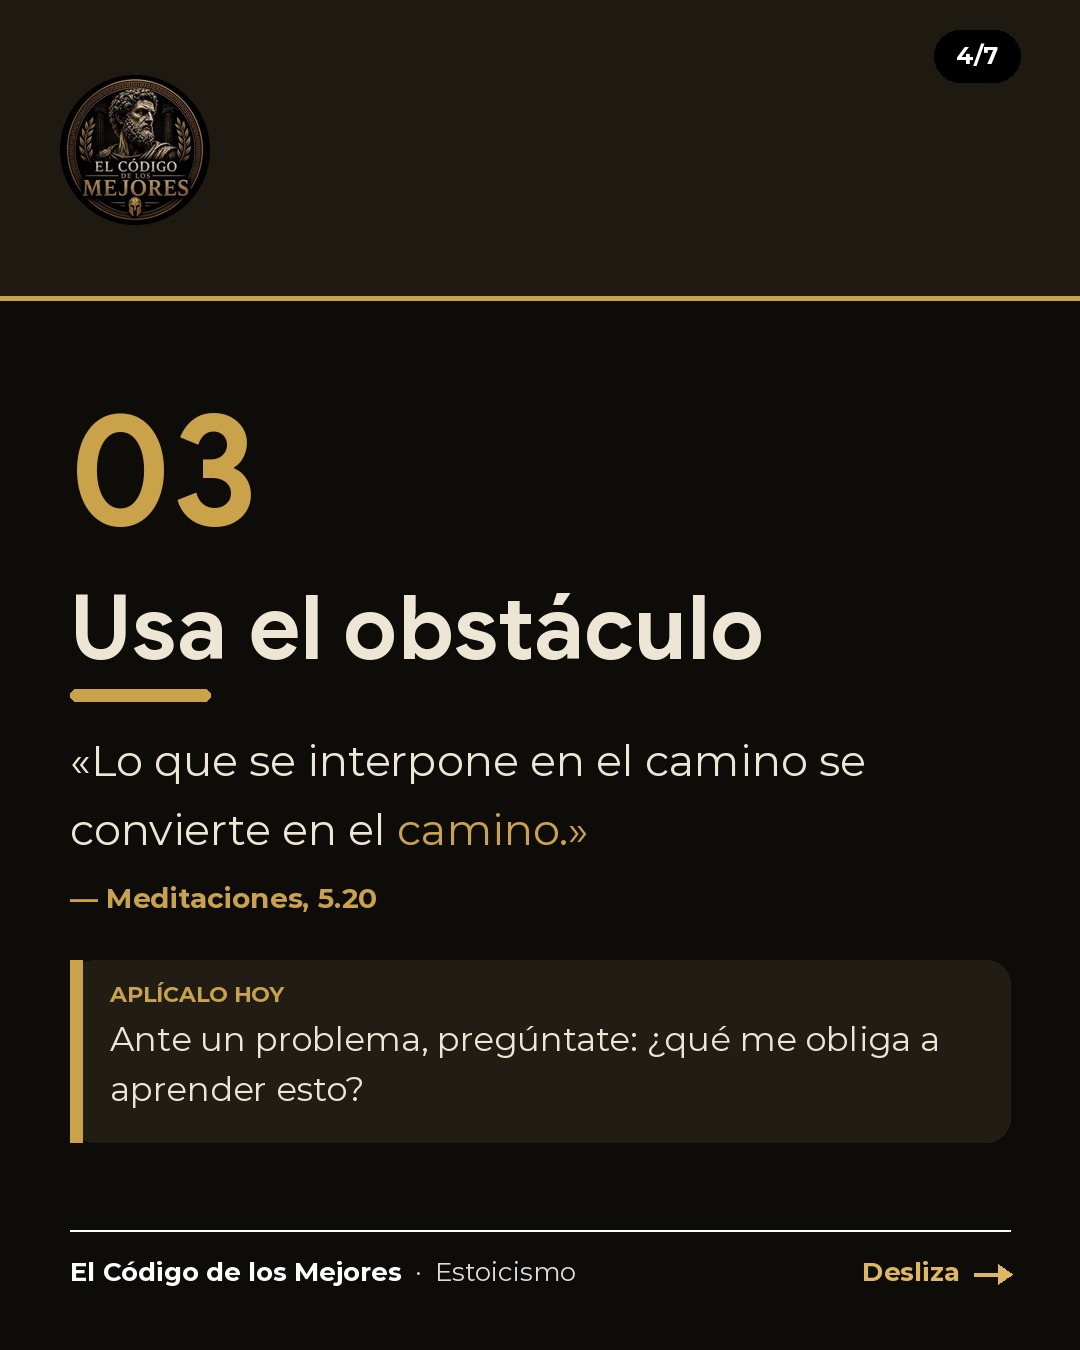 4/7
EL CÓDIGO
DE LOS
MEJORES
03
Usa el obstáculo
«Lo que se interpone en el camino se
convierte en el camino.»
— Meditaciones, 5.20
APLÍCALO HOY
Ante un problema, pregúntate: ¿qué me obliga a
aprender esto?
El Código de los Mejores · Estoicismo
Desliza